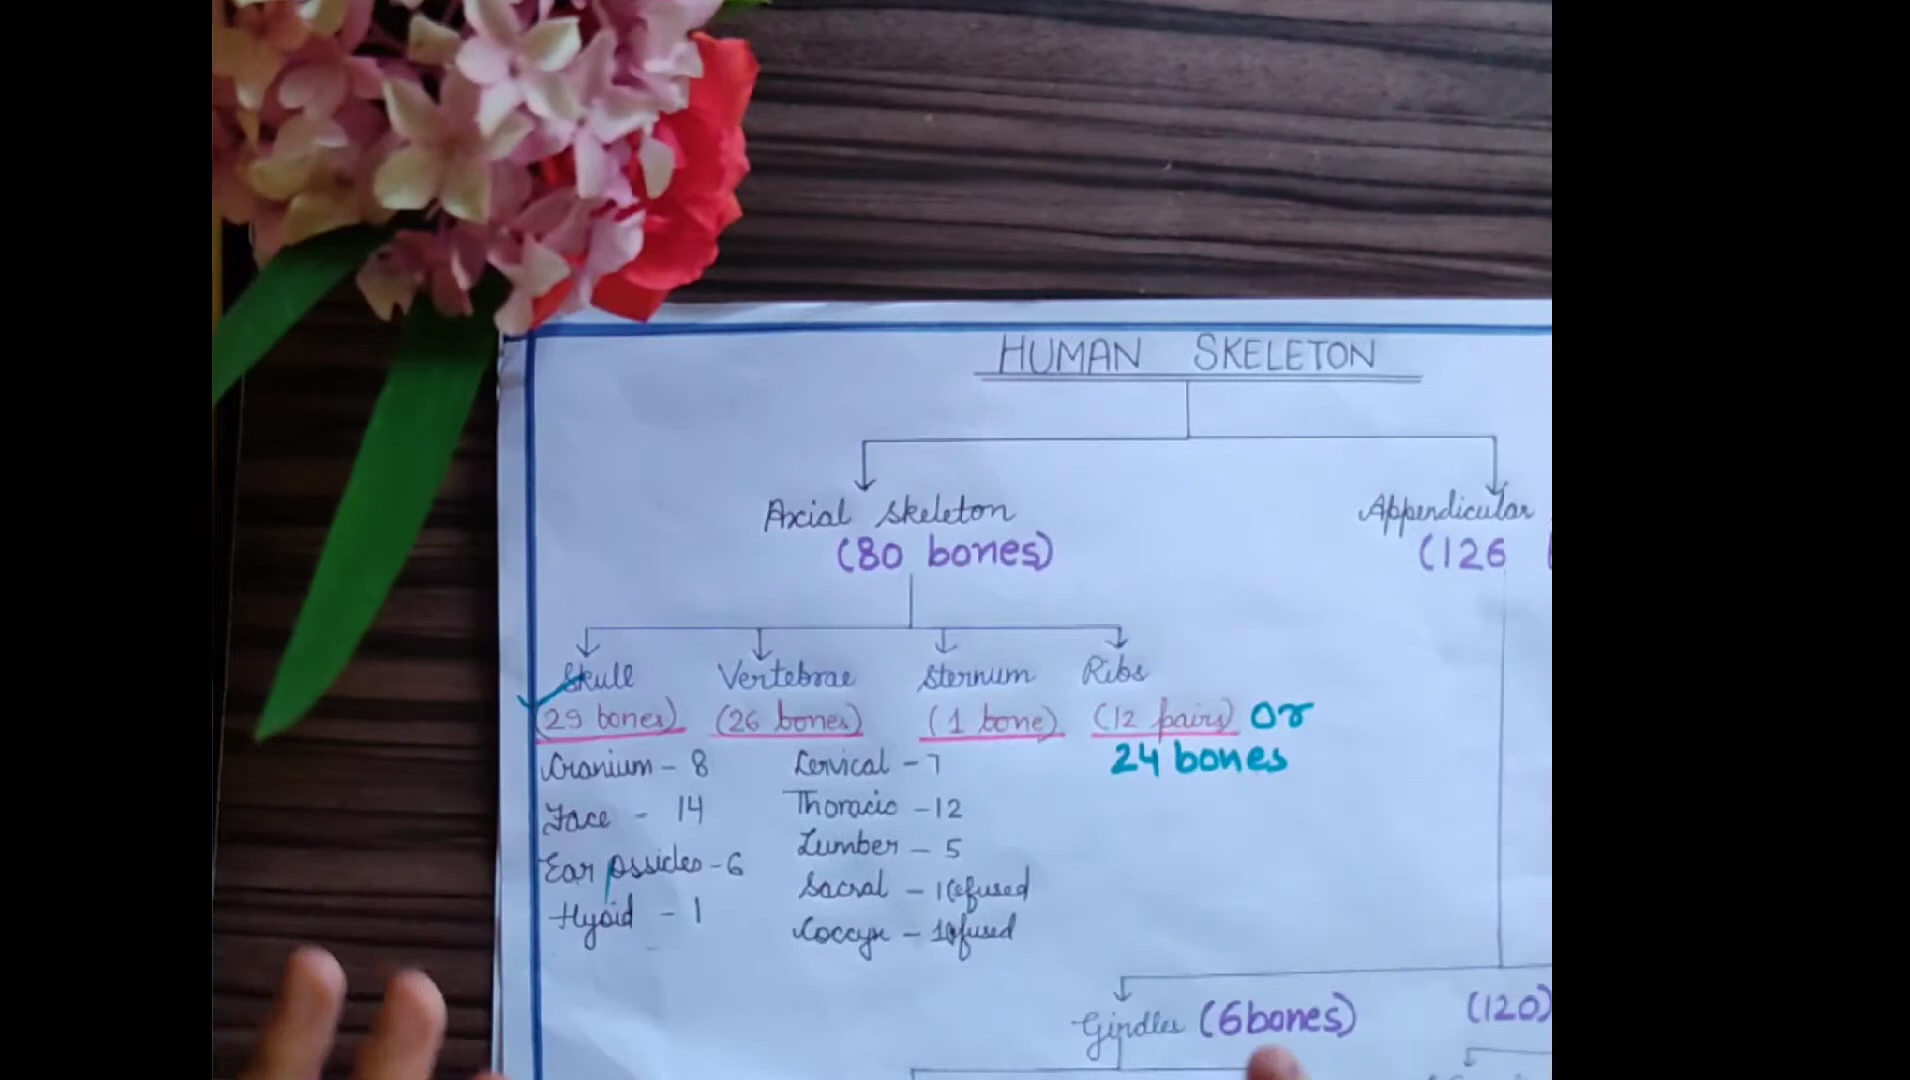 HUMAN SKELETON
Axial skeleton
(80 bones)
Appendicular
(126
Skull
(29 bones)
Cranium - 8
Face - 14
Ear ossicles - 6
Hyoid - 1
Vertebrae
(26 bones)
Cervical - 7
Thoracic - 12
Lumber - 5
Sacral - 1 fused
Coccyx - 1 fused
Sternum
(1 bone)
Ribs
(12 pairs) or
24 bones
Girdles (6 bones)
(120)